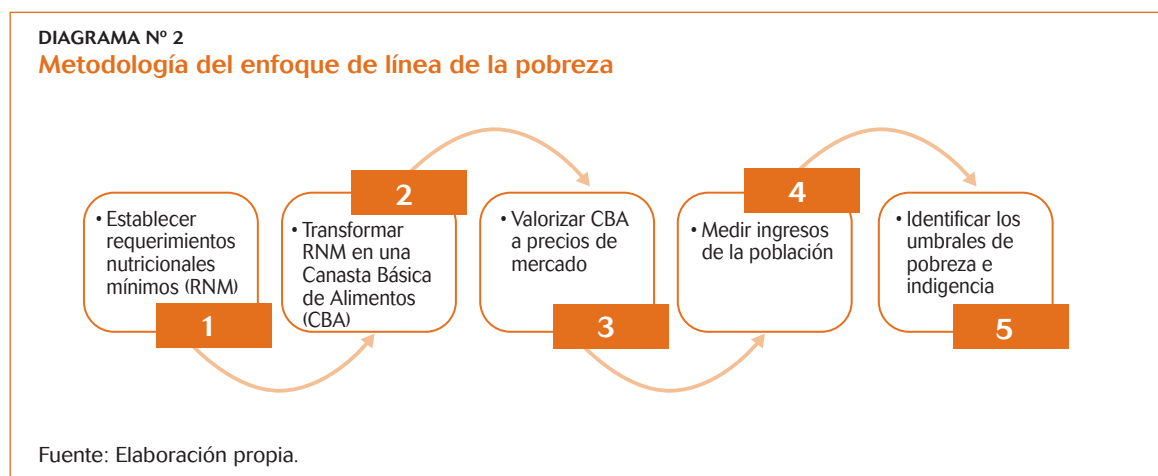 DIAGRAMA Nº 2
Metodología del enfoque de línea de la pobreza
• Establecer
requerimientos
nutricionales
mínimos (RNM)
1
2
• Transformar
RNM en una
Canasta Básica
de Alimentos
(CBA)
• Valorizar CBA
a precios de
mercado
3
4
• Medir ingresos
de la población
• Identificar los
umbrales de
pobreza e
indigencia
5
Fuente: Elaboración propia.